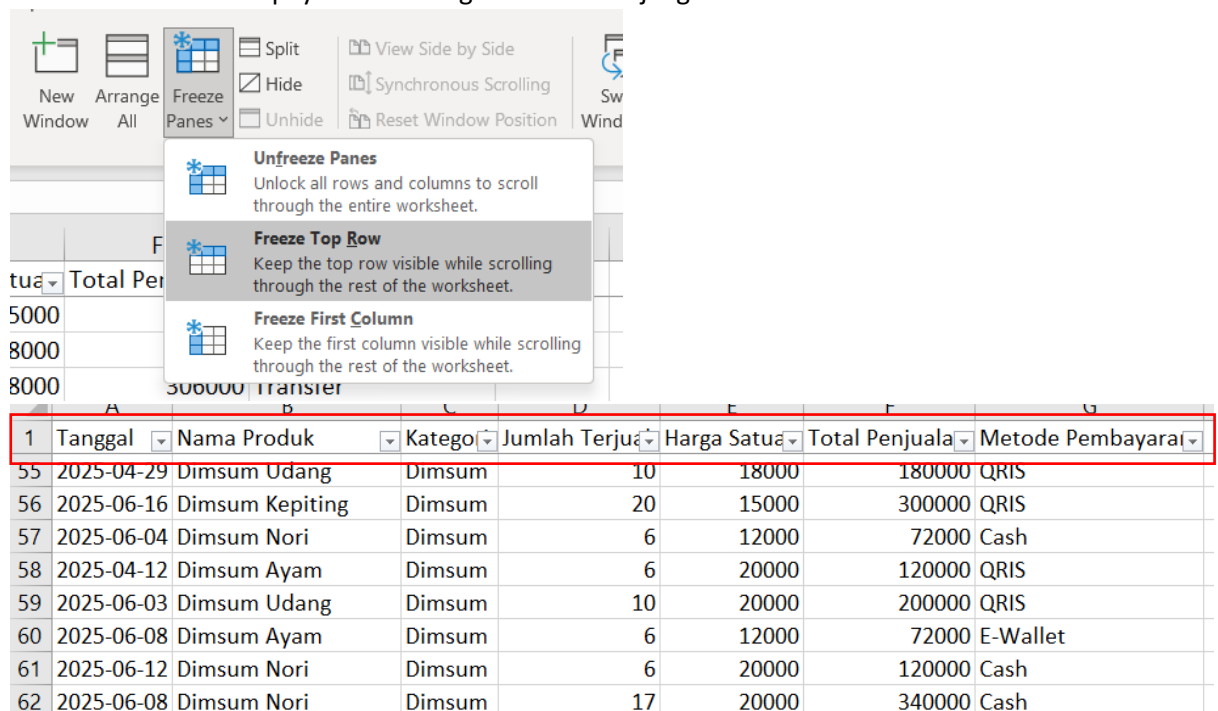 New Window
Arrange All
Freeze Panes
Split
Hide
Unhide
View Side by Side
Synchronous Scrolling
Reset Window Position
Unfreeze Panes
Unlock all rows and columns to scroll
through the entire worksheet.
Freeze Top Row
Keep the top row visible while scrolling
through the rest of the worksheet.
Freeze First Column
Keep the first column visible while scrolling
through the rest of the worksheet.
F
Total Per
5000
8000
8000 306000 Transfer
A B C D E F G
1 Tanggal Nama Produk Kategor Jumlah Terjua Harga Satua Total Penjuala Metode Pembayara
55 2025-04-29 Dimsum Udang Dimsum 10 18000 180000 QRIS
56 2025-06-16 Dimsum Kepiting Dimsum 20 15000 300000 QRIS
57 2025-06-04 Dimsum Nori Dimsum 6 12000 72000 Cash
58 2025-04-12 Dimsum Ayam Dimsum 6 20000 120000 QRIS
59 2025-06-03 Dimsum Udang Dimsum 10 20000 200000 QRIS
60 2025-06-08 Dimsum Ayam Dimsum 6 12000 72000 E-Wallet
61 2025-06-12 Dimsum Nori Dimsum 6 20000 120000 Cash
62 2025-06-08 Dimsum Nori Dimsum 17 20000 340000 Cash